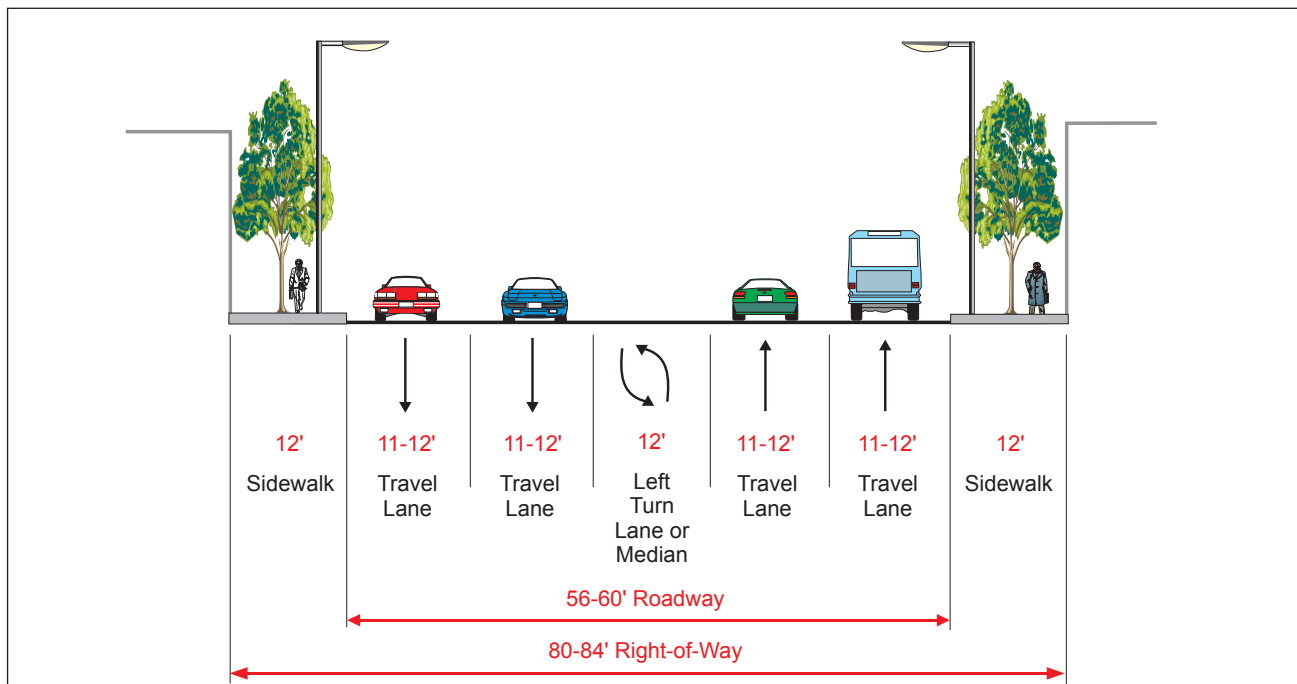 12'
Sidewalk
11-12'
Travel
Lane
11-12'
Travel
Lane
12'
Left
Turn
Lane or
Median
11-12'
Travel
Lane
11-12'
Travel
Lane
12'
Sidewalk
56-60' Roadway
80-84' Right-of-Way